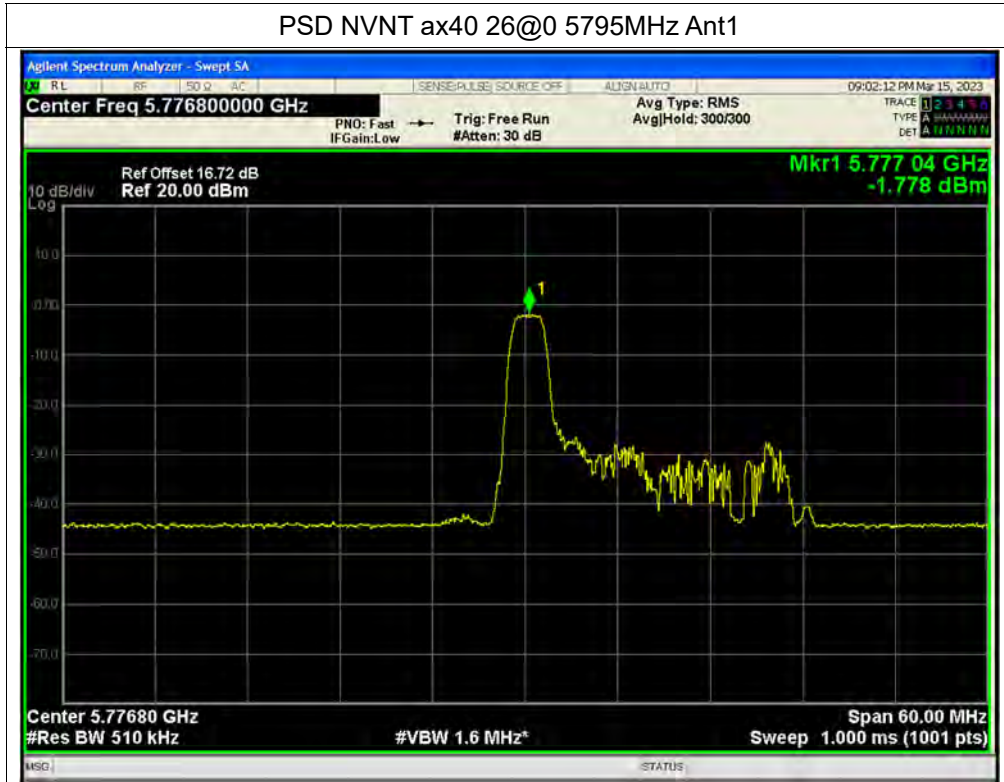 PSD NVNT ax40 26@0 5795MHz Ant1
Agilent Spectrum Analyzer - Swept SA
RL RF 50 Ω AC SENSE:PULSE SOURCE OFF ALIGN AUTO 09:02:12 PM Mar 15, 2023
Center Freq 5.776800000 GHz
PNO: Fast
IFGain:Low
Trig: Free Run
#Atten: 30 dB
Avg Type: RMS
Avg|Hold: 300/300
TRACE 1 2 3 4 5 6
TYPE A
DET A N N N N N
Mkr1 5.777 04 GHz
-1.778 dBm
Ref Offset 16.72 dB
10 dB/div Ref 20.00 dBm
Log
1
10.0
0.00
-10.0
-20.0
-30.0
-40.0
-50.0
-60.0
-70.0
Center 5.77680 GHz Span 60.00 MHz
#Res BW 510 kHz #VBW 1.6 MHz* Sweep 1.000 ms (1001 pts)
MSG STATUS